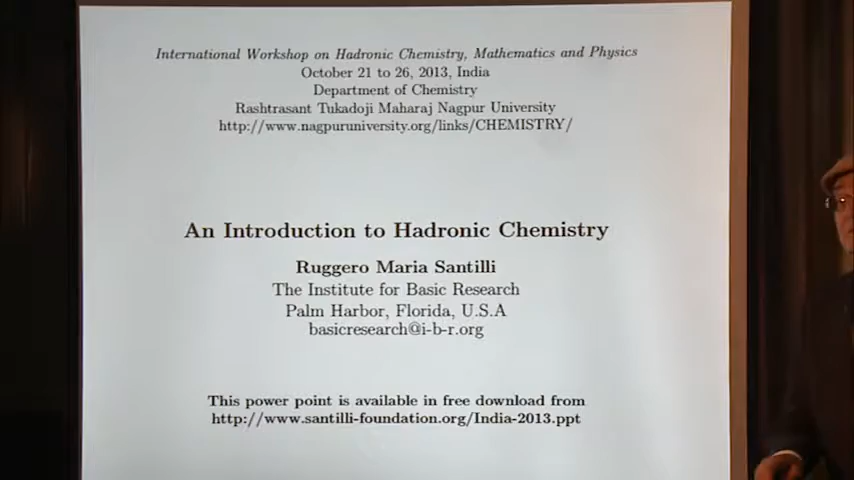 International Workshop on Hadronic Chemistry, Mathematics and Physics
October 21 to 26, 2013, India
Department of Chemistry
Rashtrasant Tukadoji Maharaj Nagpur University
http://www.nagpuruniversity.org/links/CHEMISTRY/
An Introduction to Hadronic Chemistry
Ruggero Maria Santilli
The Institute for Basic Research
Palm Harbor, Florida, U.S.A
basicresearch@i-b-r.org
This power point is available in free download from
http://www.santilli-foundation.org/India-2013.ppt